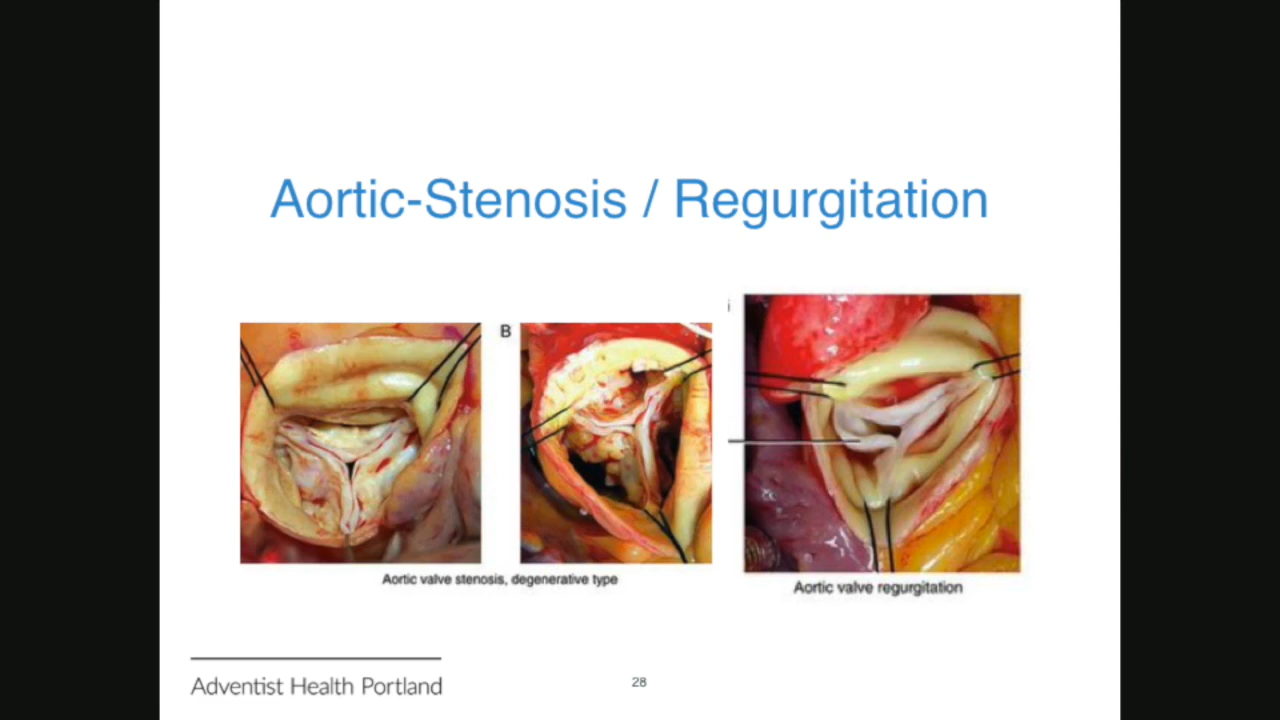 Aortic-Stenosis / Regurgitation
B
i
Aortic valve stenosis, degenerative type
Aortic valve regurgitation
Adventist Health Portland
28